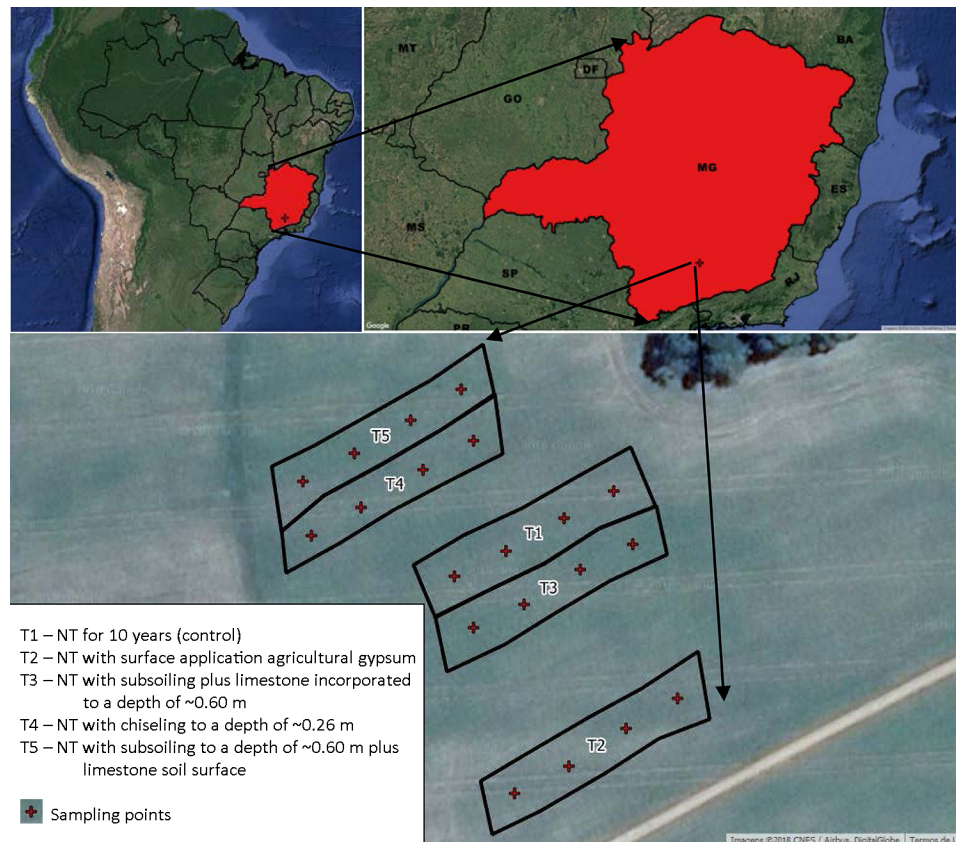 MT
BA
DF
GO
MG
ES
MS
SP
RJ
PR
Google
T5
T4
T1
T3
T2
T1 – NT for 10 years (control)
T2 – NT with surface application agricultural gypsum
T3 – NT with subsoiling plus limestone incorporated
to a depth of ~0.60 m
T4 – NT with chiseling to a depth of ~0.26 m
T5 – NT with subsoiling to a depth of ~0.60 m plus
limestone soil surface
Sampling points
Imagens ©2018 CNES / Airbus, DigitalGlobe
Termos de